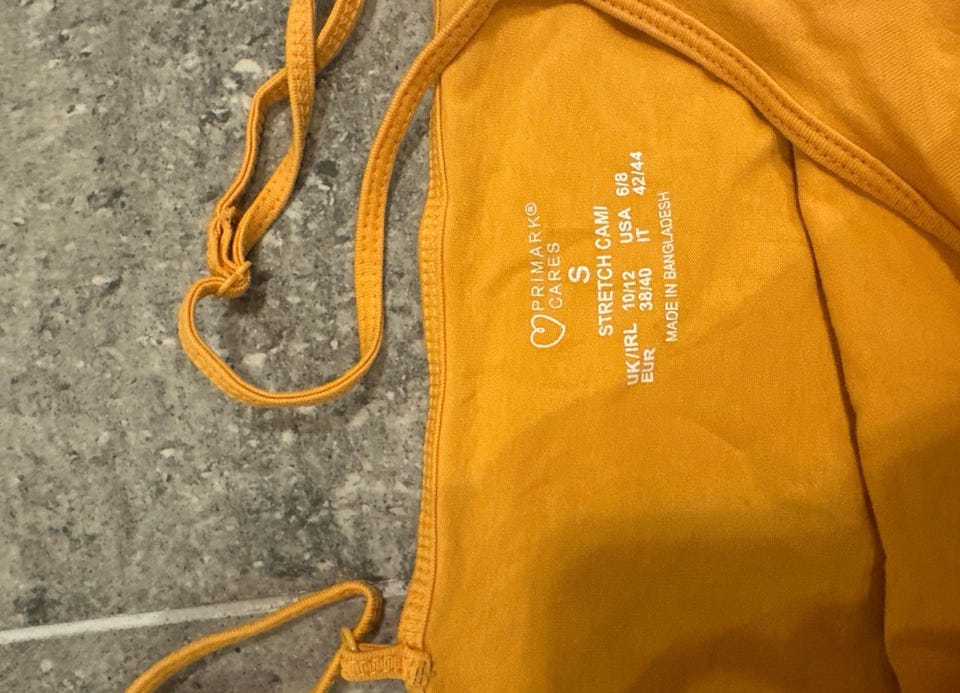 PRIMARK®
CARES
S
STRETCH CAMI
UK/IRL 10/12 USA 6/8
EUR 38/40 IT 42/44
MADE IN BANGLADESH